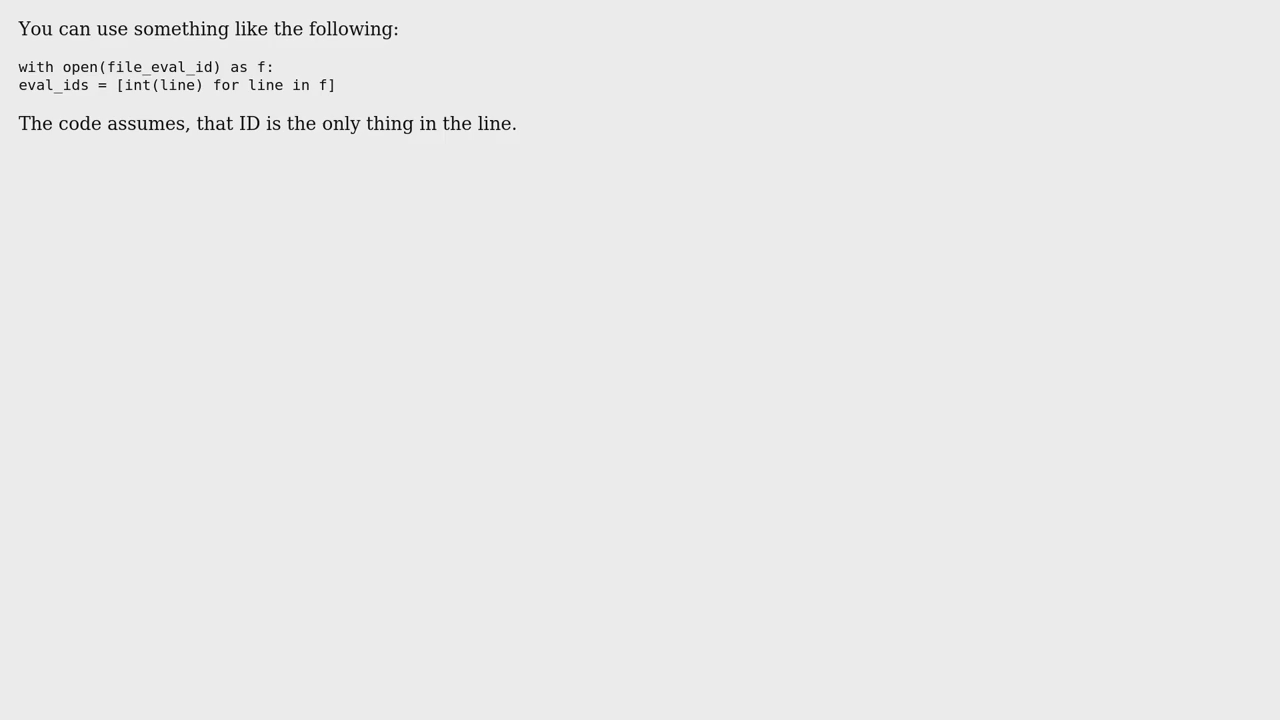 You can use something like the following:
with open(file_eval_id) as f:
eval_ids = [int(line) for line in f]
The code assumes, that ID is the only thing in the line.